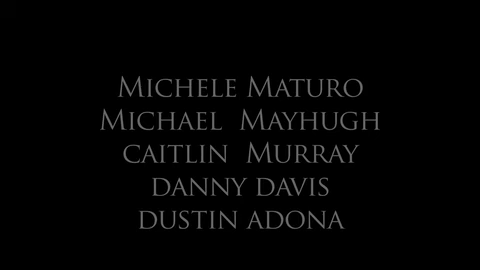 Michele Maturo
Michael  Mayhugh
caitlin  Murray
danny davis
dustin adona